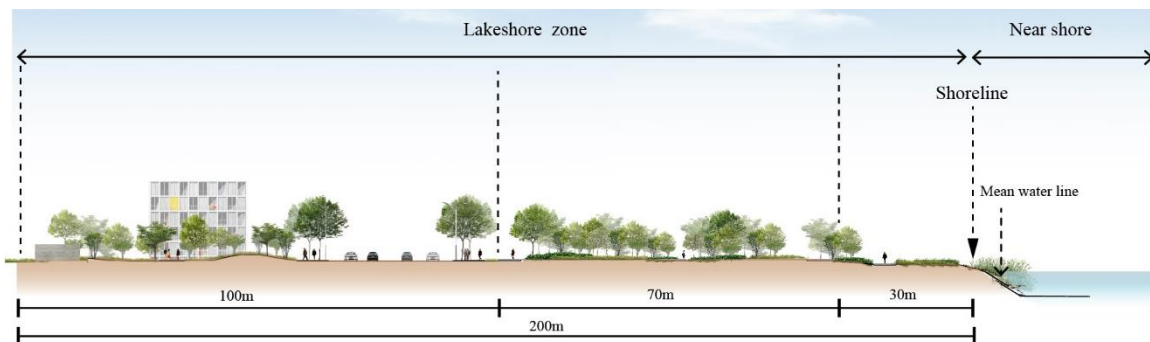 Lakeshore zone
Near shore
Shoreline
Mean water line
100m
70m
30m
200m